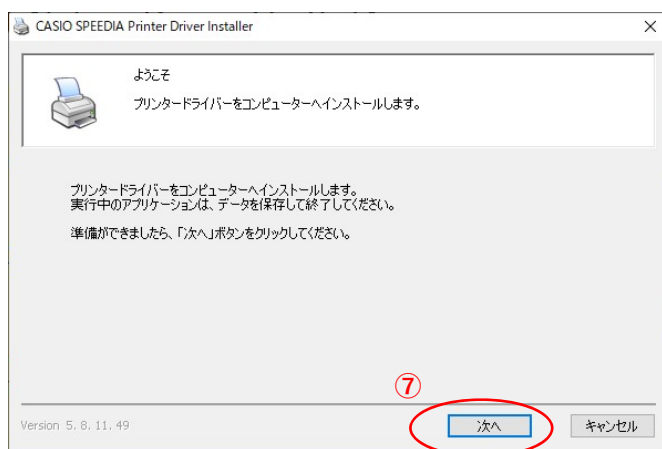 CASIO SPEEDIA Printer Driver Installer
ようこそ
プリンタードライバーをコンピューターへインストールします。
プリンタードライバーをコンピューターへインストールします。
実行中のアプリケーションは、データを保存して終了してください。
準備ができましたら、「次へ」ボタンをクリックしてください。
⑦
Version 5. 8. 11. 49
次へ
キャンセル